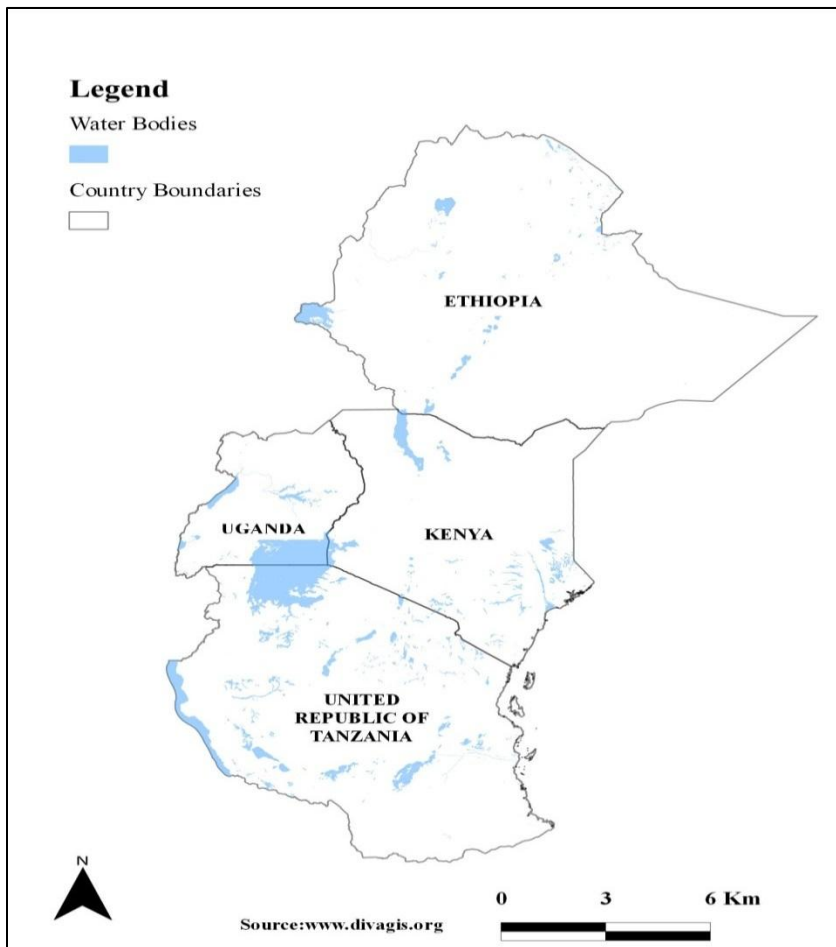 Legend
Water Bodies
Country Boundaries
ETHIOPIA
UGANDA
KENYA
UNITED
REPUBLIC OF
TANZANIA
N
0 3 6 Km
Source:www.divagis.org